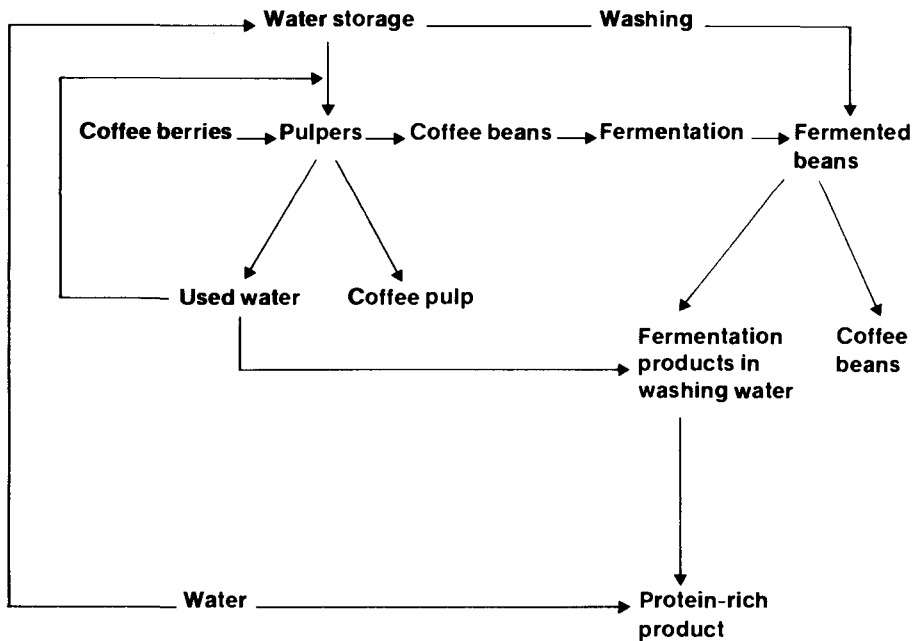 Water storage
Washing
Coffee berries
Pulpers
Coffee beans
Fermentation
Fermented
beans
Used water
Coffee pulp
Fermentation
products in
washing water
Coffee
beans
Water
Protein-rich
product